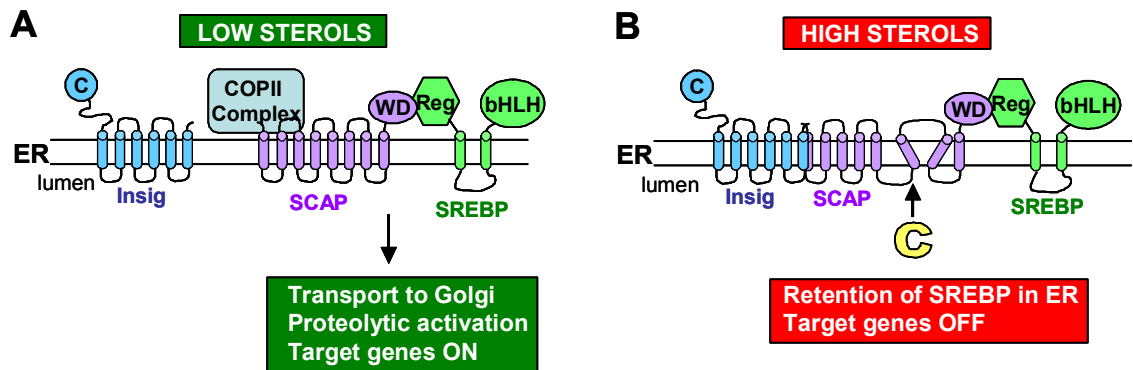 A
LOW STEROLS
C
COPII
Complex
WD
Reg
bHLH
ER
lumen
Insig
SCAP
SREBP
Transport to Golgi
Proteolytic activation
Target genes ON
B
HIGH STEROLS
C
WD
Reg
bHLH
ER
lumen
Insig
SCAP
SREBP
C
Retention of SREBP in ER
Target genes OFF